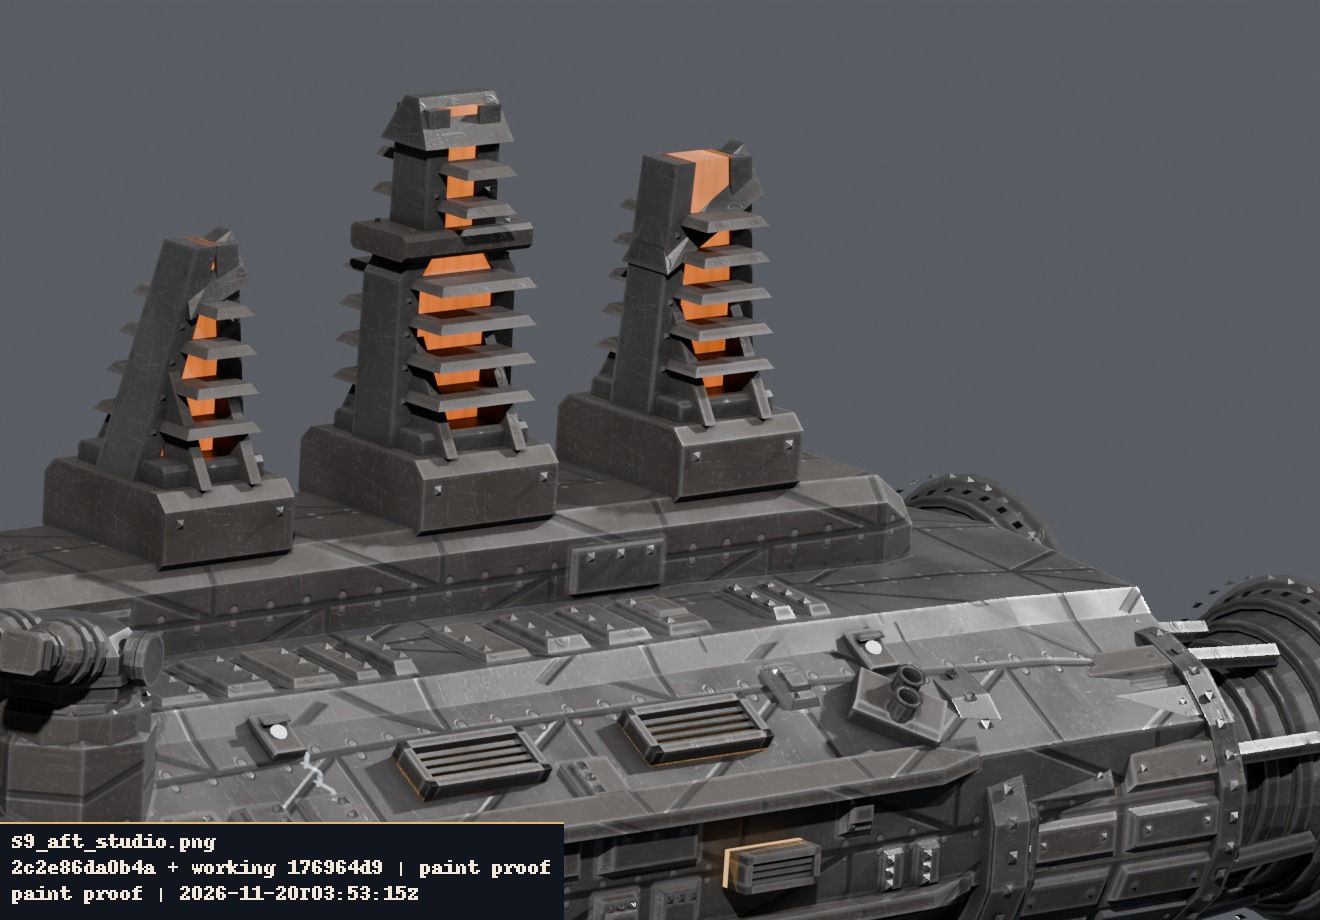 s9_aft_studio.png
2c2e86da0b4a + working 176964d9 | paint proof
paint proof | 2026-11-20T03:53:15Z